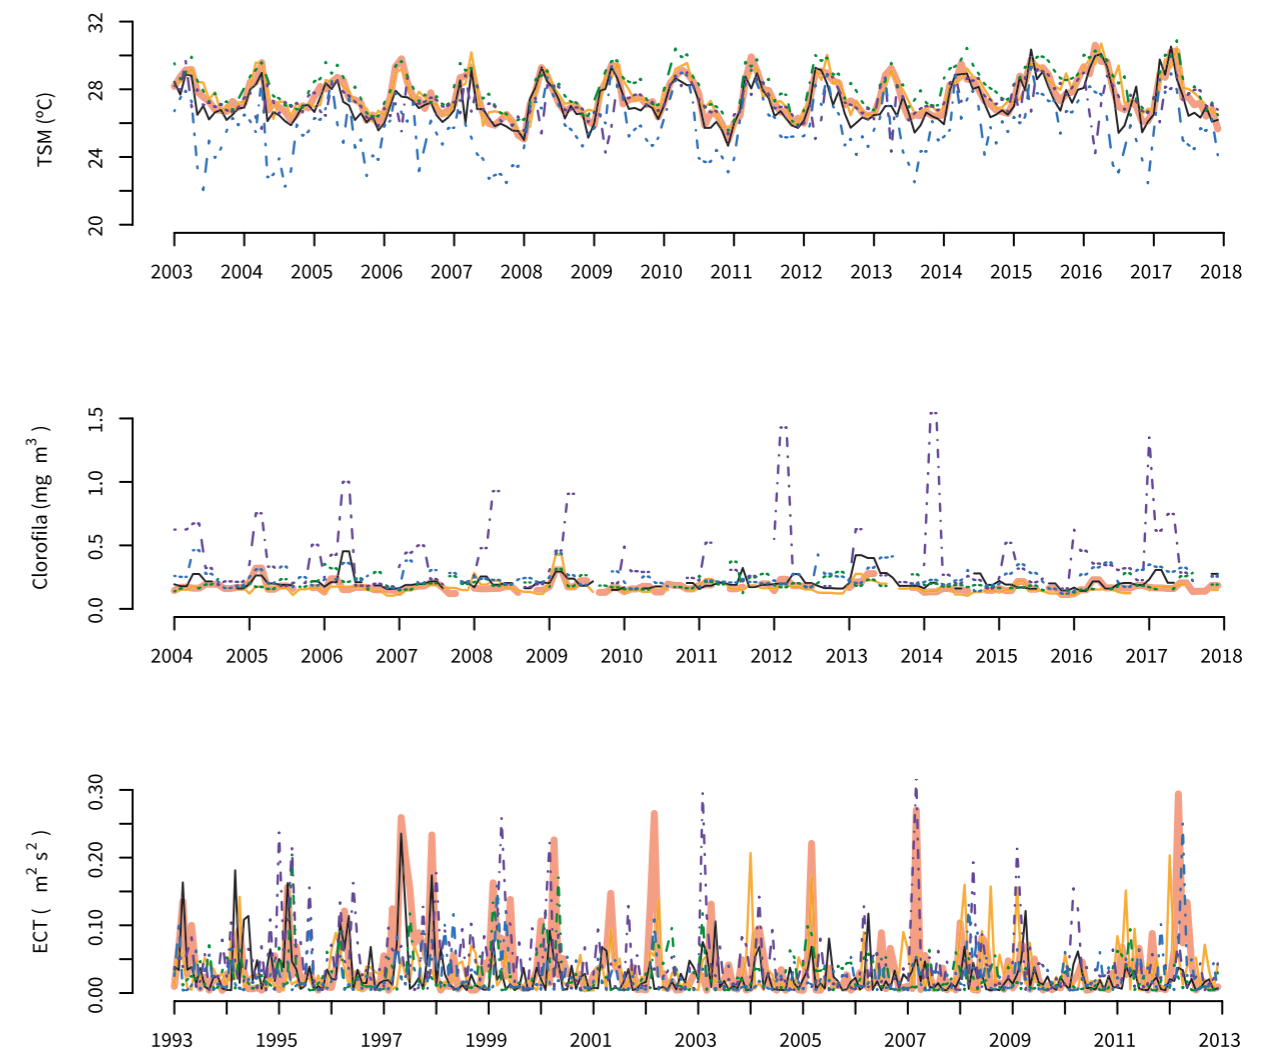 32
28
24
20
TSM (ºC)
2003 2004 2005 2006 2007 2008 2009 2010 2011 2012 2013 2014 2015 2016 2017 2018
1.5
1.0
0.5
0.0
Clorofila (mg m³ )
2004 2005 2006 2007 2008 2009 2010 2011 2012 2013 2014 2015 2016 2017 2018
0.30
0.20
0.10
0.00
ECT ( m² s² )
1993 1995 1997 1999 2001 2003 2005 2007 2009 2011 2013